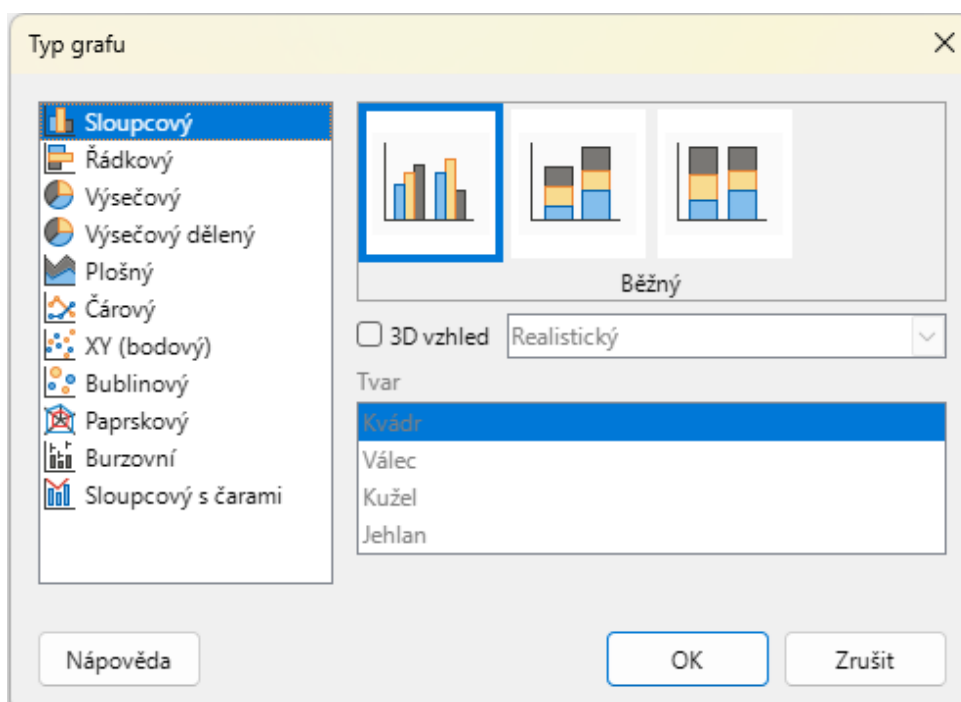 Typ grafu
Sloupcový
Řádkový
Výsečový
Výsečový dělený
Plošný
Čárový
XY (bodový)
Bublinový
Paprskový
Burzovní
Sloupcový s čarami
Běžný
3D vzhled
Realistický
Tvar
Kvádr
Válec
Kužel
Jehlan
Nápověda
OK
Zrušit